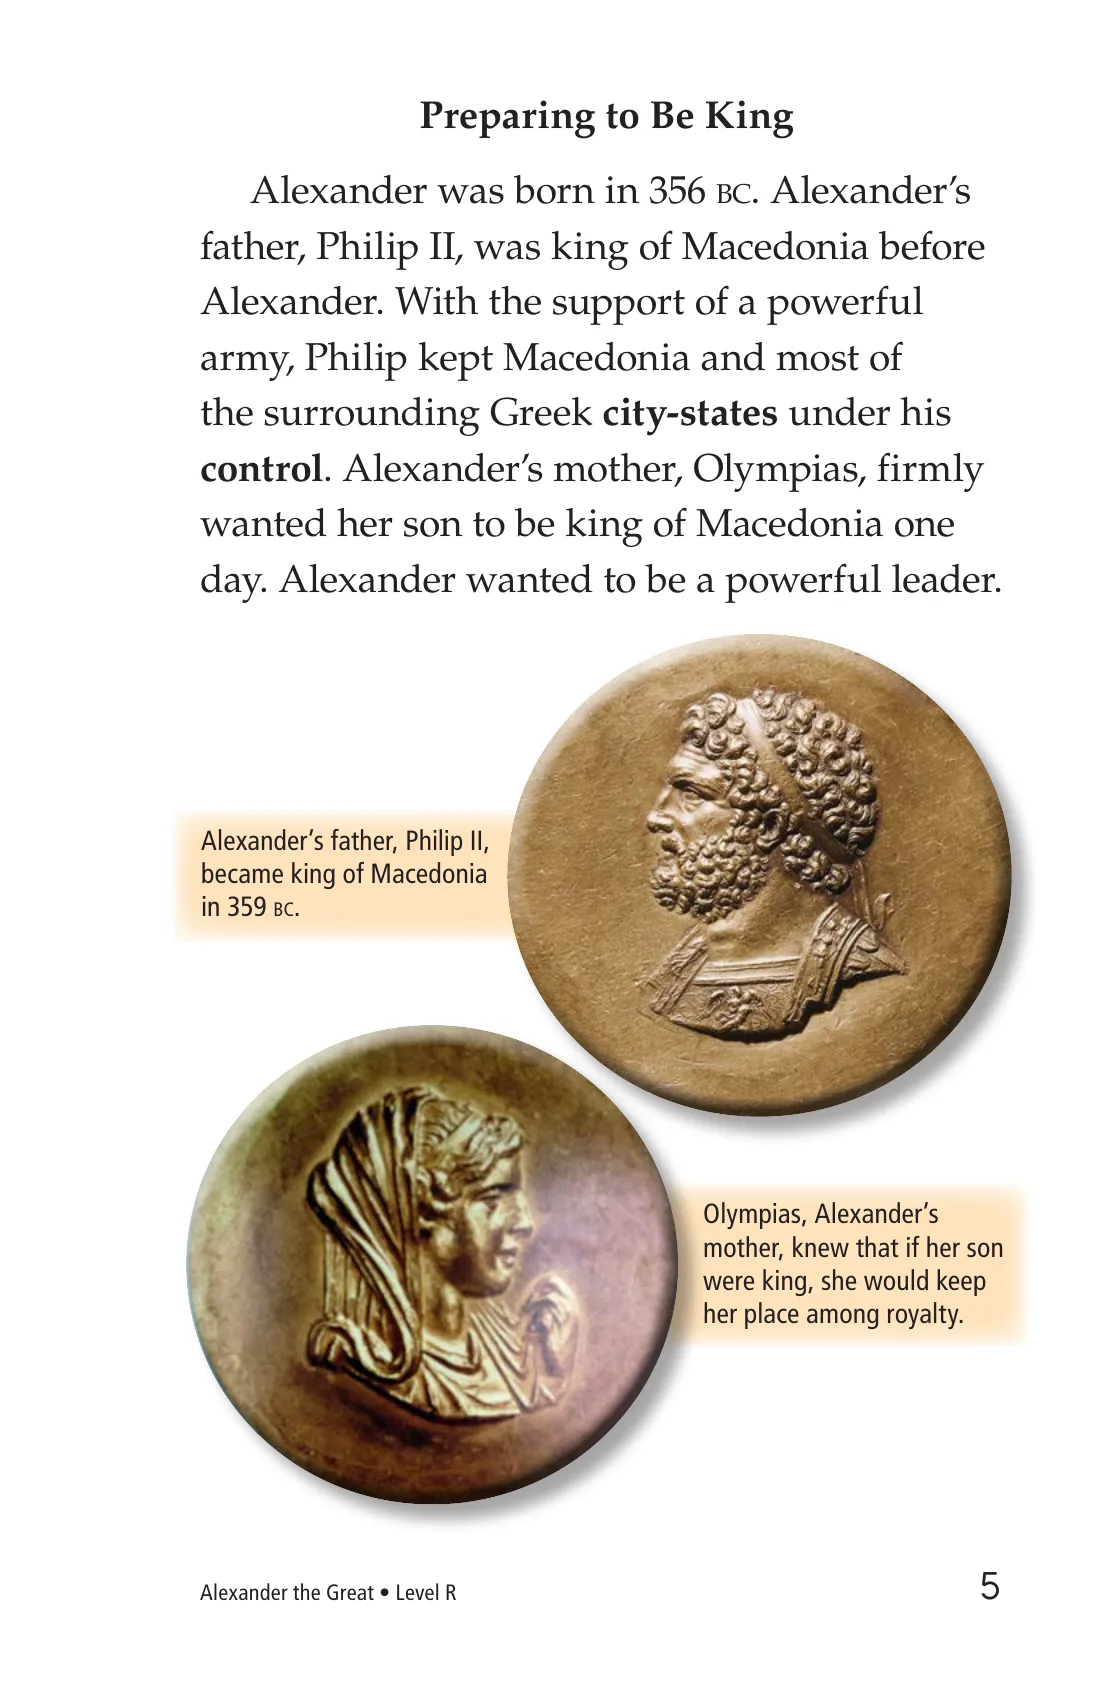 Preparing to Be King
Alexander was born in 356 BC. Alexander’s
father, Philip II, was king of Macedonia before
Alexander. With the support of a powerful
army, Philip kept Macedonia and most of
the surrounding Greek city-states under his
control. Alexander’s mother, Olympias, firmly
wanted her son to be king of Macedonia one
day. Alexander wanted to be a powerful leader.
Alexander’s father, Philip II,
became king of Macedonia
in 359 BC.
Olympias, Alexander’s
mother, knew that if her son
were king, she would keep
her place among royalty.
Alexander the Great • Level R
5